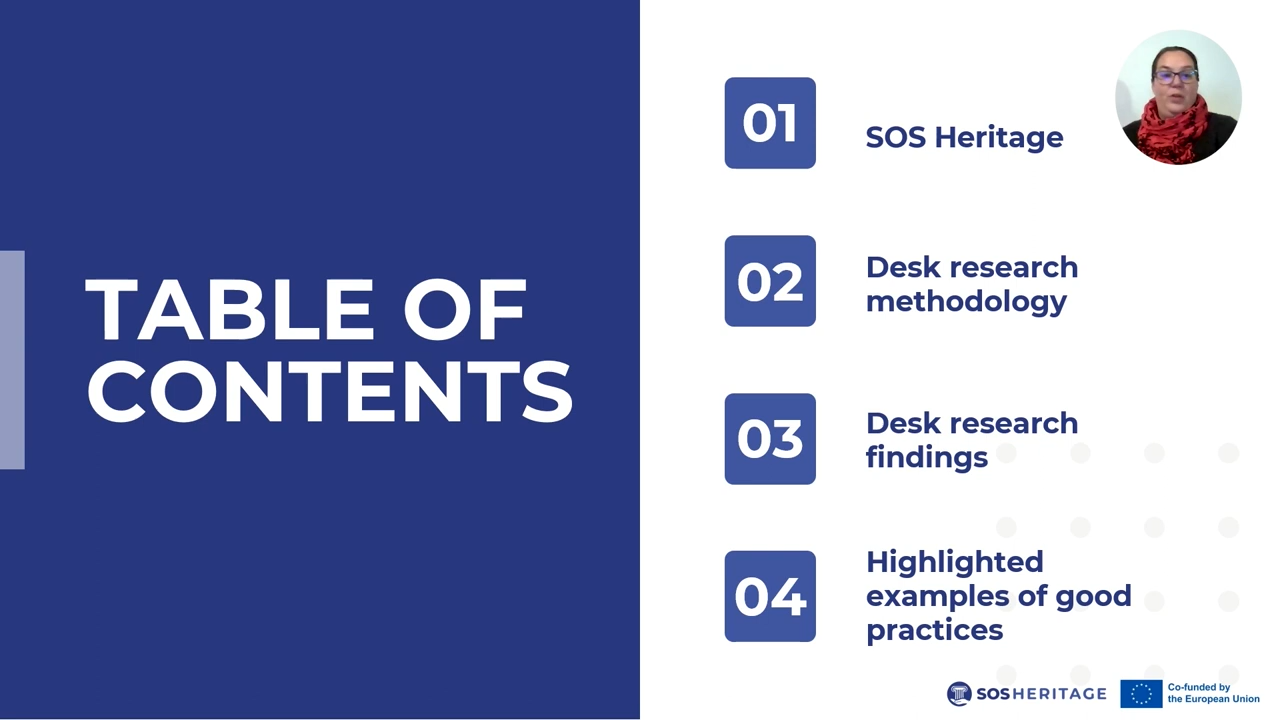 TABLE OF
CONTENTS
01
SOS Heritage
02
Desk research
methodology
03
Desk research
findings
04
Highlighted
examples of good
practices
SOSHERITAGE
Co-funded by
the European Union